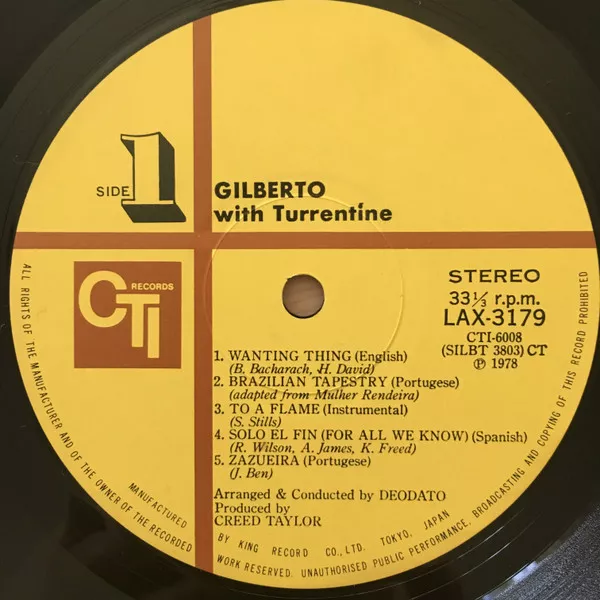 SIDE 1
GILBERTO
with Turrentine
CTI RECORDS
STEREO
33⅓ r.p.m.
LAX-3179
CTI-6008
(SILBT 3803) CT
℗ 1978
1. WANTING THING (English)
(B. Bacharach, H. David)
2. BRAZILIAN TAPESTRY (Portugese)
(adapted from Mulher Rendeira)
3. TO A FLAME (Instrumental)
(S. Stills)
4. SOLO EL FIN (FOR ALL WE KNOW) (Spanish)
(R. Wilson, A. James, K. Freed)
5. ZAZUEIRA (Portugese)
(J. Ben)
Arranged & Conducted by DEODATO
Produced by
CREED TAYLOR
MANUFACTURED BY KING RECORD CO., LTD. TOKYO, JAPAN
ALL RIGHTS OF THE MANUFACTURER AND OF THE OWNER OF THE RECORDED WORK RESERVED. UNAUTHORISED PUBLIC PERFORMANCE, BROADCASTING AND COPYING OF THIS RECORD PROHIBITED